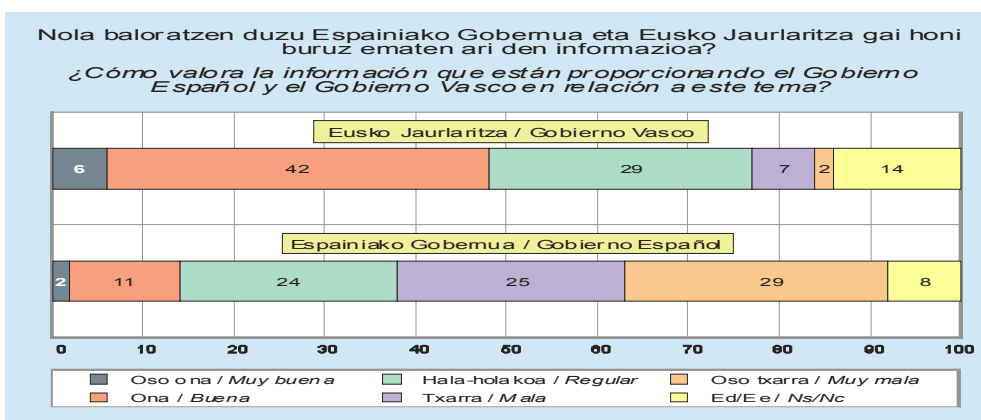 Nola baloratzen duzu Espainiako Gobernua eta Eusko Jaurlaritza gai honi
buruz ematen ari den informazioa?
¿Cómo valora la información que están proporcionando el Gobierno
Español y el Gobierno Vasco en relación a este tema?
Eusko Jaurlaritza / Gobierno Vasco
6 42 29 7 2 14
Espainiako Gobernua / Gobierno Español
2 11 24 25 29 8
0 10 20 30 40 50 60 70 80 90 100
Oso ona / Muy buena Hala-holakoa / Regular Oso txarra / Muy mala
Ona / Buena Txarra / Mala Ed/Ee / Ns/Nc